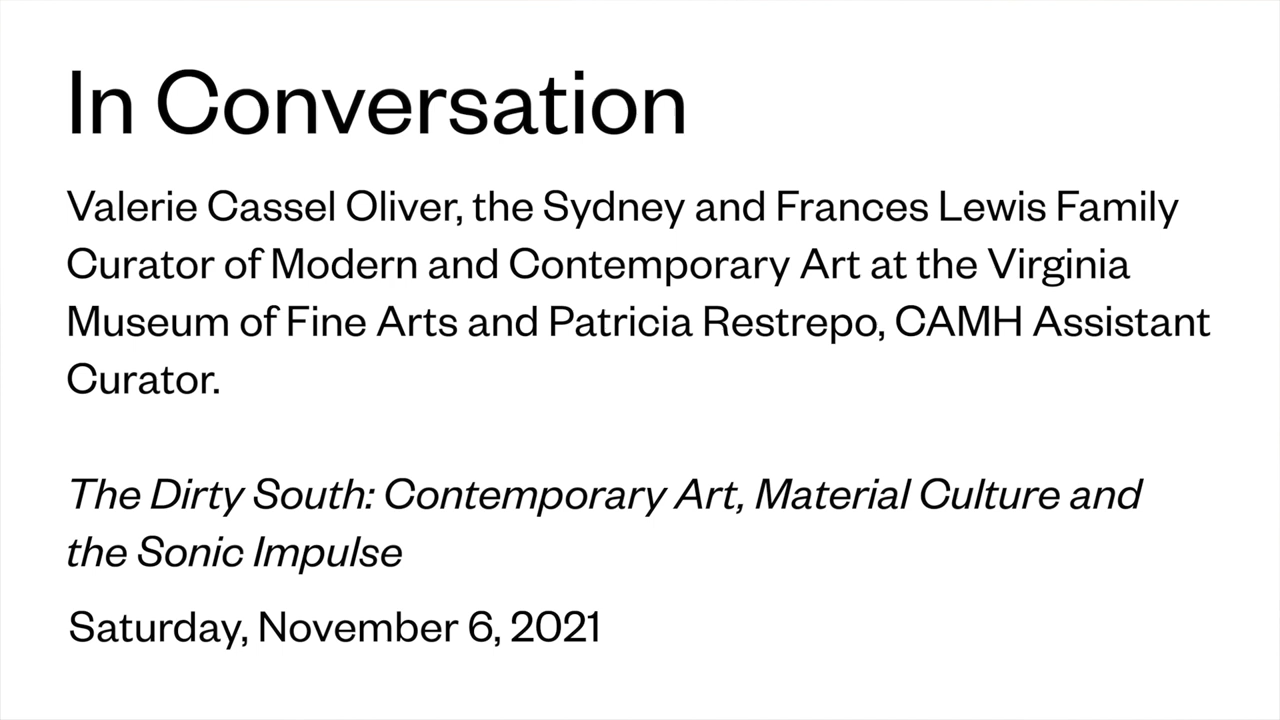 In Conversation
Valerie Cassel Oliver, the Sydney and Frances Lewis Family
Curator of Modern and Contemporary Art at the Virginia
Museum of Fine Arts and Patricia Restrepo, CAMH Assistant
Curator.
The Dirty South: Contemporary Art, Material Culture and
the Sonic Impulse
Saturday, November 6, 2021